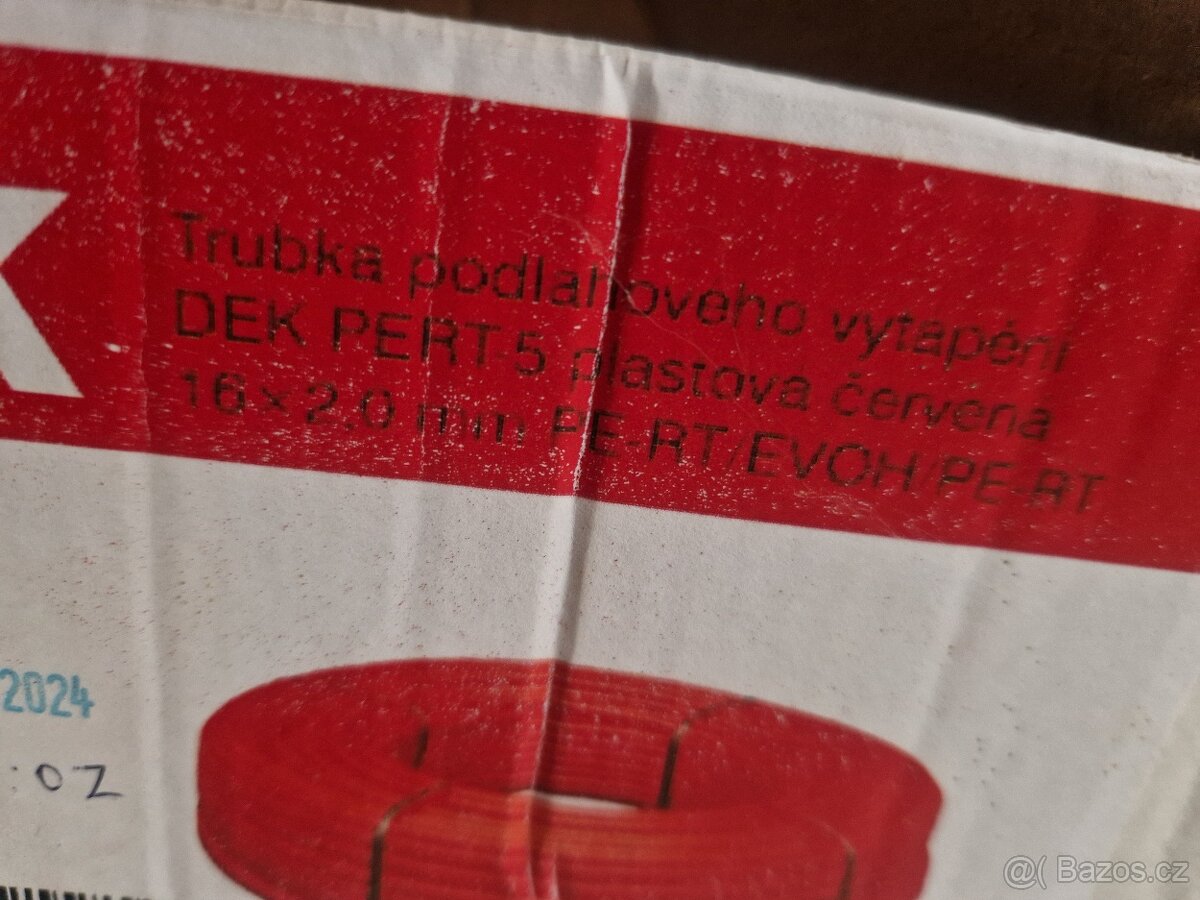 Trubka podlahového vytápění
DEK PERT-5 plastová červená
16×2,0 mm PE-RT/EVOH/PE-RT
2024
:02
@( Bazos.cz